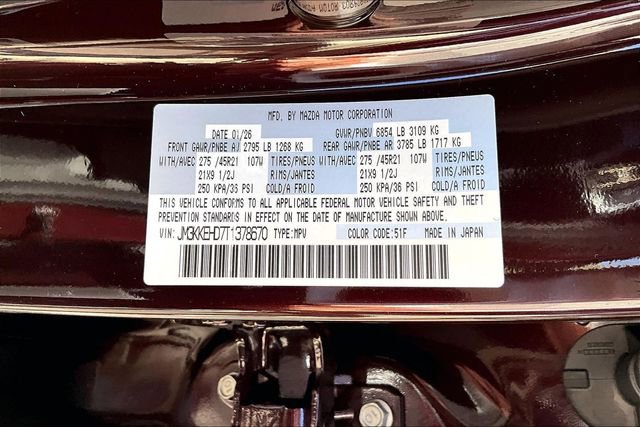 MFD. BY MAZDA MOTOR CORPORATION
DATE 01/26 GVWR/PNBV 6854 LB 3109 KG
FRONT GAWR/PNBE AV 2795 LB 1268 KG REAR GAWR/PNBE AR 3785 LB 1717 KG
WITH/AVEC 275 /45R21 107W TIRES/PNEUS WITH/AVEC 275 /45R21 107W TIRES/PNEUS
21X9 1/2J RIMS/JANTES 21X9 1/2J RIMS/JANTES
250 KPA/36 PSI COLD/A FROID 250 KPA/36 PSI COLD/A FROID
THIS VEHICLE CONFORMS TO ALL APPLICABLE FEDERAL MOTOR VEHICLE SAFETY AND THEFT
PREVENTION STANDARDS IN EFFECT ON THE DATE OF MANUFACTURE SHOWN ABOVE.
VIN: JM3KKEHD7T1378670 TYPE:MPV COLOR CODE:51F MADE IN JAPAN